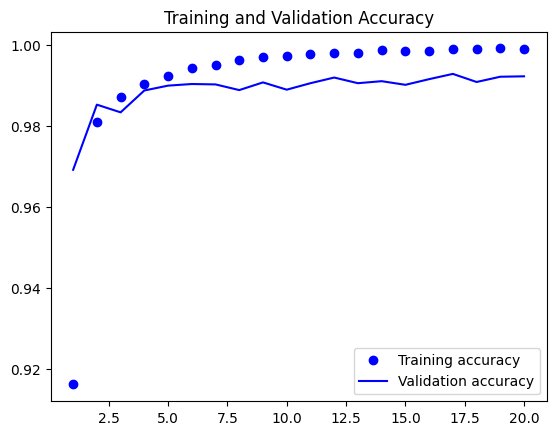 Training and Validation Accuracy
1.00
0.98
0.96
0.94
0.92
Training accuracy
Validation accuracy
2.5 5.0 7.5 10.0 12.5 15.0 17.5 20.0